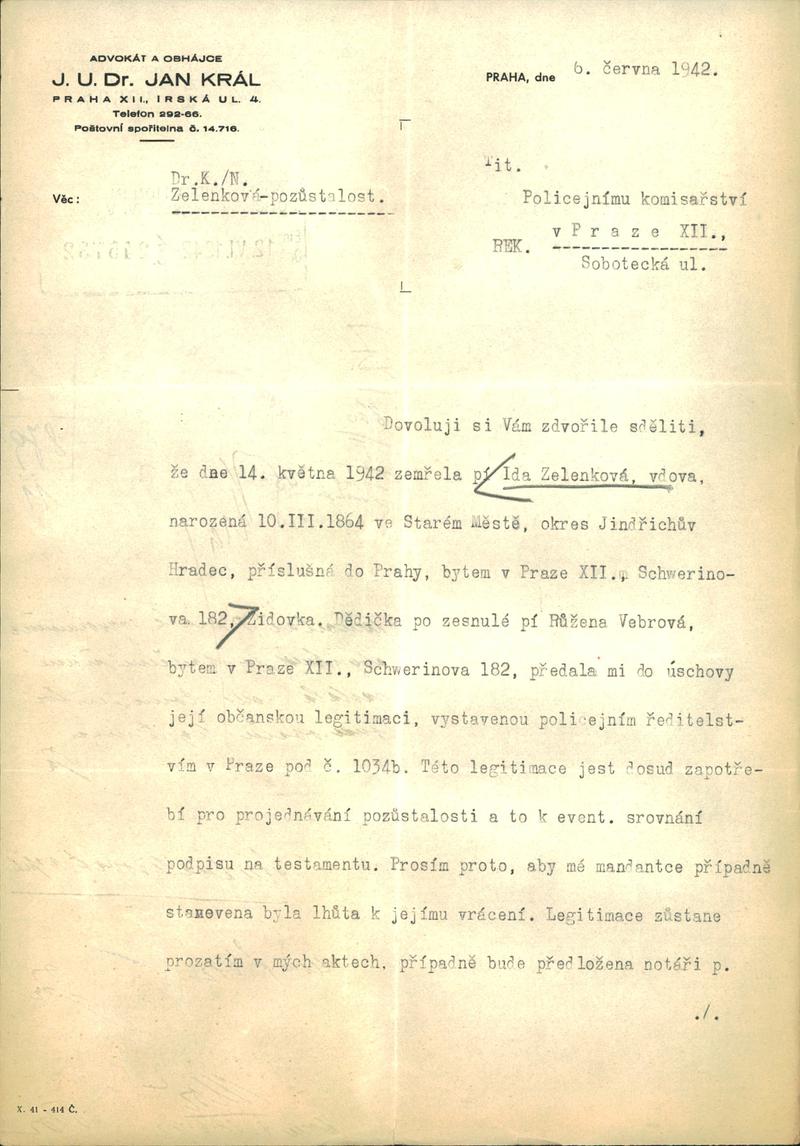 ADVOKÁT A OBHÁJCE
J. U. Dr. JAN KRÁL
PRAHA XII., IRSKÁ UL. 4.
Telefon 292-66.
Poštovní spořitelna č. 14.716.
PRAHA, dne 6. června 1942.
Věc:
Dr.K./N.
Zelenková-pozůstalost.
Tit.
Policejnímu komisařství
v Praze XII.,
REK.
Sobotecká ul.
Dovoluji si Vám zdvořile sděliti,
že dne 14. května 1942 zemřela pí Ida Zelenková, vdova,
narozená 10.III.1864 ve Starém Městě, okres Jindřichův
Hradec, příslušná do Prahy, bytem v Praze XII., Schwerino-
va 182, Židovka. Dědička po zesnulé pí Růžena Vebrová,
bytem v Praze XII., Schwerinova 182, předala mi do úschovy
její občanskou legitimaci, vystavenou policejním ředitelst-
vím v Praze pod č. 1034b. Této legitimace jest dosud zapotře-
bí pro projednávání pozůstalosti a to k event. srovnání
podpisu na testamentu. Prosím proto, aby mé mandantce případně
stanovena byla lhůta k jejímu vrácení. Legitimace zůstane
prozatím v mých aktech, případně bude předložena notáři p.
./.
X. 41 - 414 Č.